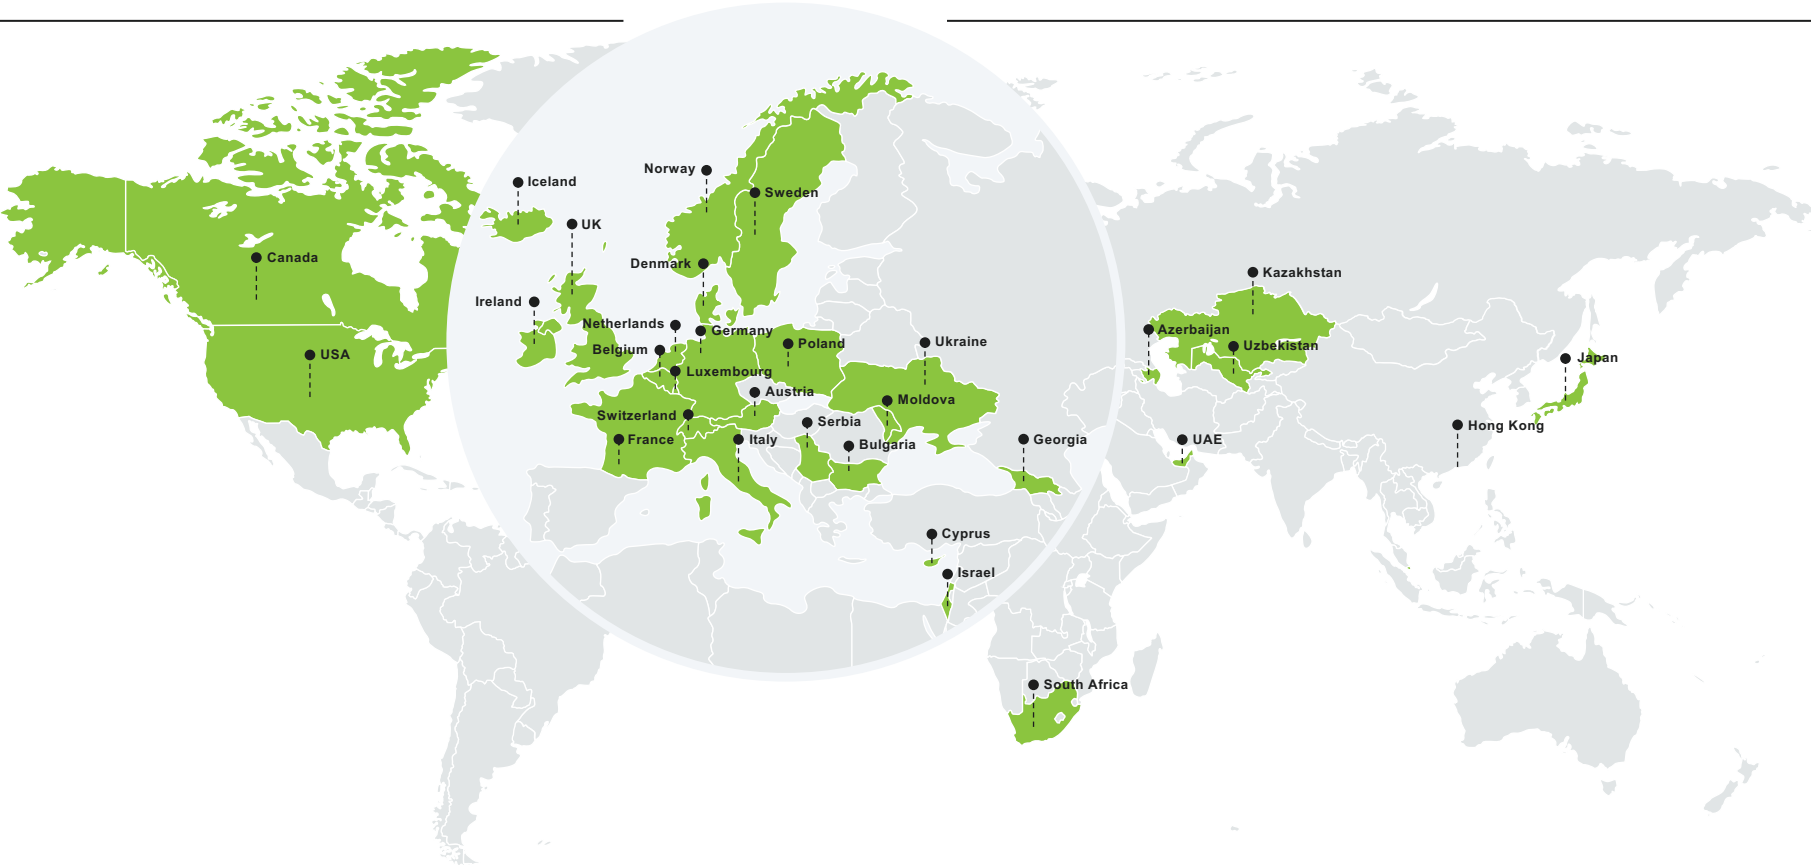 Norway
Iceland
Sweden
UK
Canada
Denmark
Kazakhstan
Ireland
Netherlands
Germany
Azerbaijan
Poland
Ukraine
Uzbekistan
Belgium
USA
Japan
Luxembourg
Austria
Moldova
Switzerland
Serbia
Hong Kong
France
Italy
Bulgaria
Georgia
UAE
Cyprus
Israel
South Africa